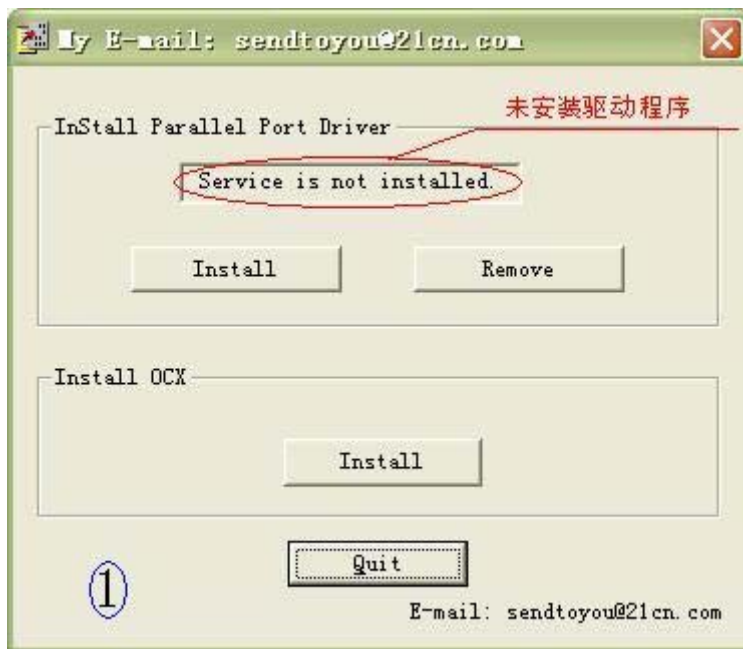 My E-mail: sendtoyou@21cn.com
未安装驱动程序
InStall Parallel Port Driver
Service is not installed.
Install Remove
Install OCX
Install
Quit
①
E-mail: sendtoyou@21cn.com